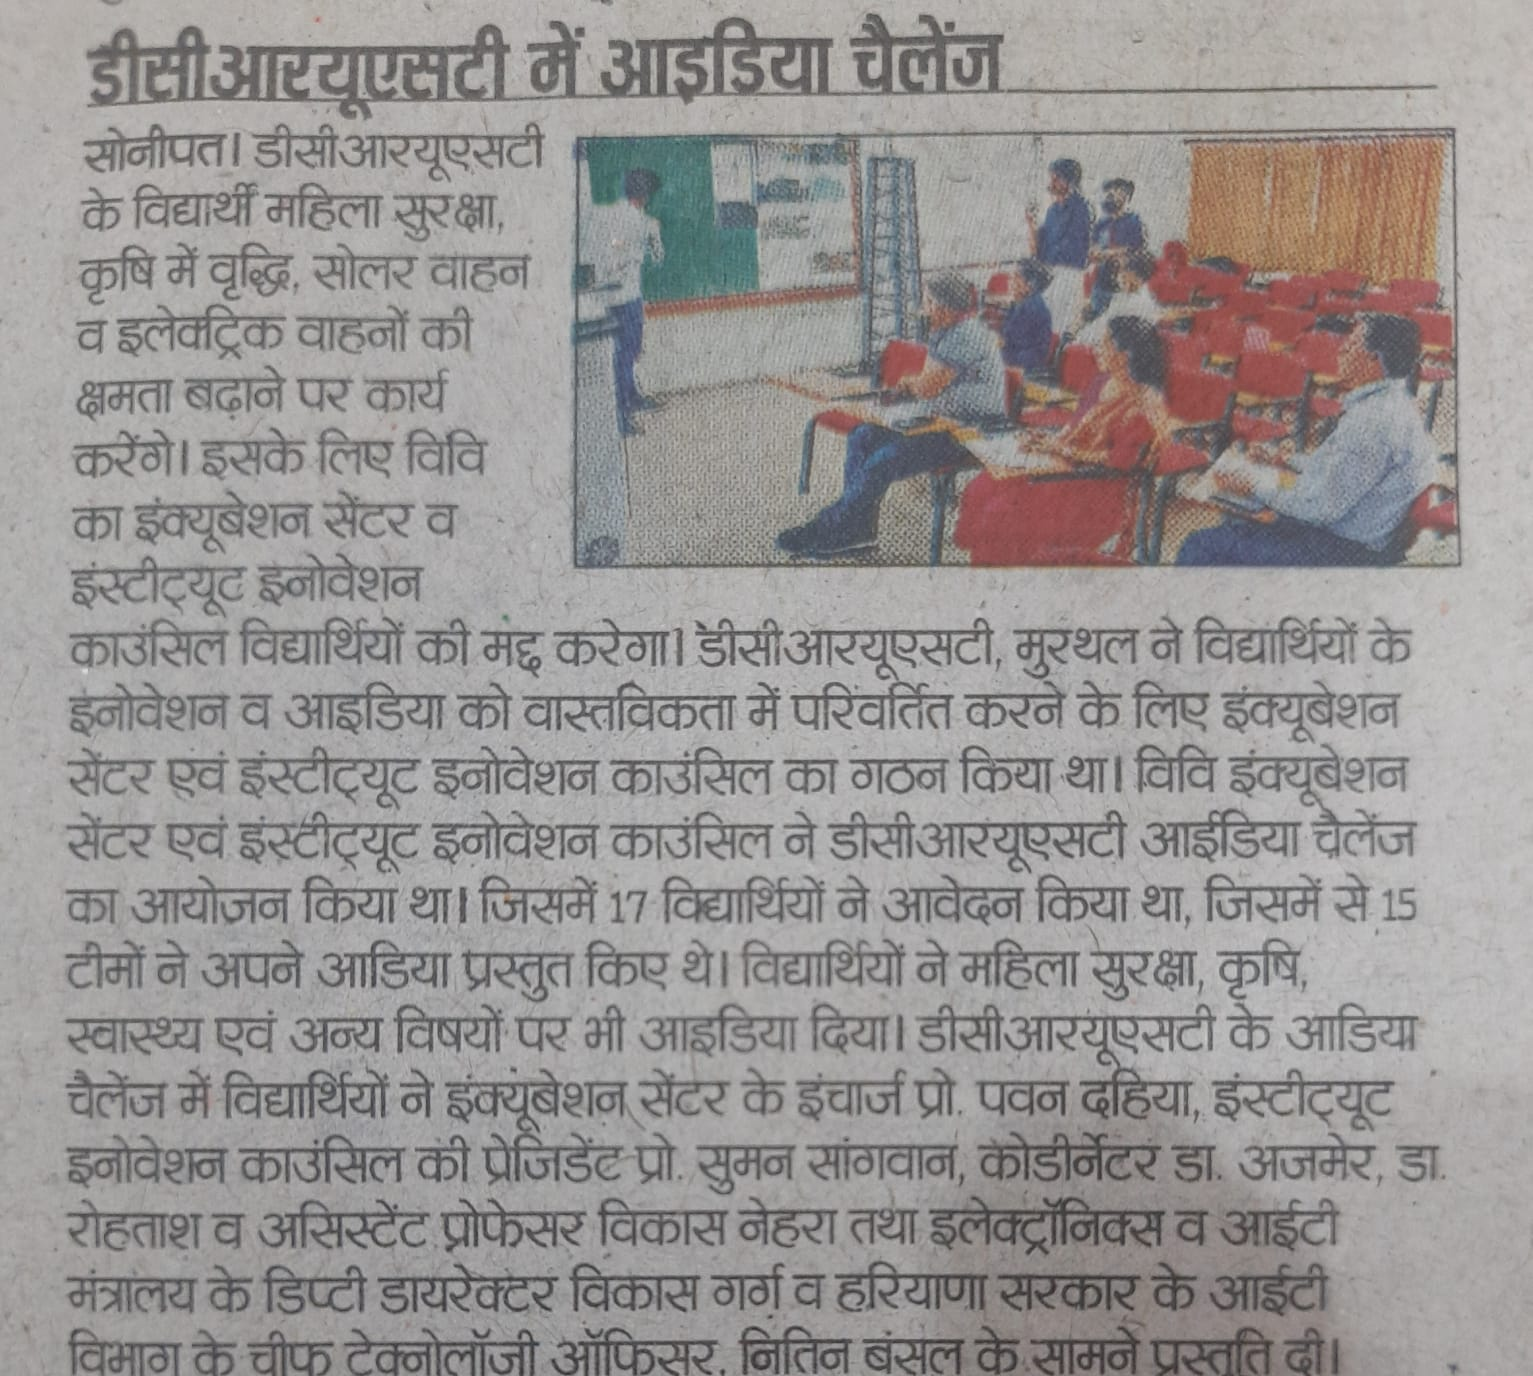 डीसीआरयूएसटी में आइडिया चैलेंज
सोनीपत। डीसीआरयूएसटी
के विद्यार्थी महिला सुरक्षा,
कृषि में वृद्धि, सोलर वाहन
व इलेक्ट्रिक वाहनों की
क्षमता बढ़ाने पर कार्य
करेंगे। इसके लिए विवि
का इंक्यूबेशन सेंटर व
इंस्टीट्यूट इनोवेशन
काउंसिल विद्यार्थियों की मद्द करेगा। डीसीआरयूएसटी, मुरथल ने विद्यार्थियों के
इनोवेशन व आइडिया को वास्तविकता में परिवर्तित करने के लिए इंक्यूबेशन
सेंटर एवं इंस्टीट्यूट इनोवेशन काउंसिल का गठन किया था। विवि इंक्यूबेशन
सेंटर एवं इंस्टीट्रयूट इनोवेशन काउंसिल ने डीसीआरयूएसटी आईडिया चैलेंज
का आयोजन किया था। जिसमें 17 विद्यार्थियों ने आवेदन किया था, जिसमें से 15
टीमों ने अपने आडिया प्रस्तुत किए थे। विद्यार्थियों ने महिला सुरक्षा, कृषि,
स्वास्थ्य एवं अन्य विषयों पर भी आइडिया दिया। डीसीआरयूएसटी के आडिया
चैलेंज में विद्यार्थियों ने इंक्यूबेशन सेंटर के इंचार्ज प्रो. पवन दहिया, इंस्टीट्यूट
इनोवेशन काउंसिल की प्रेजिडेंट प्रो. सुमन सांगवान, कोडीर्नेटर डा. अजमेर, डा.
रोहताश व असिस्टेंट प्रोफेसर विकास नेहरा तथा इलेक्ट्रॉनिक्स व आईटी
मंत्रालय के डिप्टी डायरेक्टर विकास गर्ग व हरियाणा सरकार के आईटी
विभाग के चीफ टेक्नोलॉजी ऑफिसर, नितिन बंसल के सामने प्रस्तुति दी।